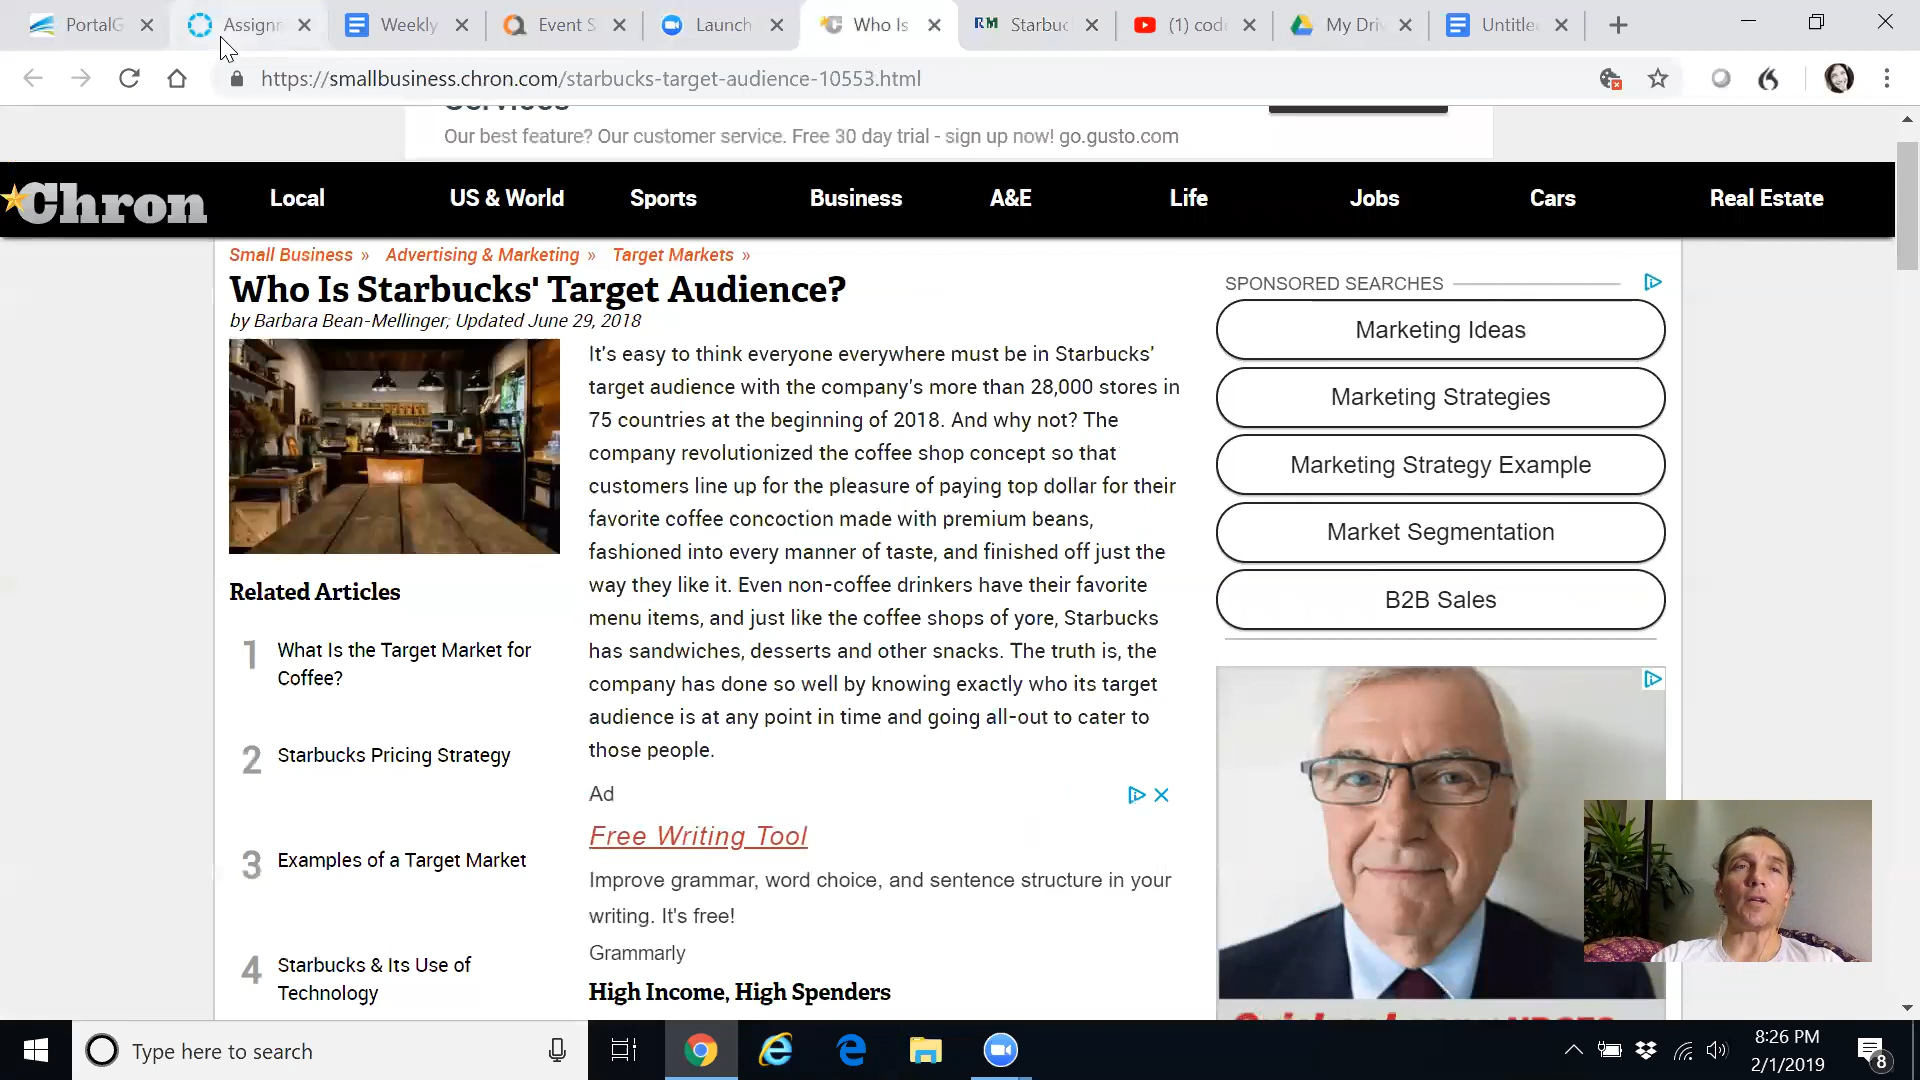 PortalG
Assignm
Weekly
Event S
Launch
Who Is
RM Starbuc
(1) cod
My Driv
Untitle
https://smallbusiness.chron.com/starbucks-target-audience-10553.html
Services
Our best feature? Our customer service. Free 30 day trial - sign up now! go.gusto.com
Chron
Local
US & World
Sports
Business
A&E
Life
Jobs
Cars
Real Estate
Small Business » Advertising & Marketing » Target Markets »
Who Is Starbucks' Target Audience?
by Barbara Bean-Mellinger; Updated June 29, 2018
It's easy to think everyone everywhere must be in Starbucks'
target audience with the company's more than 28,000 stores in
75 countries at the beginning of 2018. And why not? The
company revolutionized the coffee shop concept so that
customers line up for the pleasure of paying top dollar for their
favorite coffee concoction made with premium beans,
fashioned into every manner of taste, and finished off just the
way they like it. Even non-coffee drinkers have their favorite
menu items, and just like the coffee shops of yore, Starbucks
has sandwiches, desserts and other snacks. The truth is, the
company has done so well by knowing exactly who its target
audience is at any point in time and going all-out to cater to
those people.
Related Articles
1 What Is the Target Market for
Coffee?
2 Starbucks Pricing Strategy
3 Examples of a Target Market
4 Starbucks & Its Use of
Technology
Ad
Free Writing Tool
Improve grammar, word choice, and sentence structure in your
writing. It's free!
Grammarly
High Income, High Spenders
SPONSORED SEARCHES
Marketing Ideas
Marketing Strategies
Marketing Strategy Example
Market Segmentation
B2B Sales
Type here to search
8:26 PM
2/1/2019
8